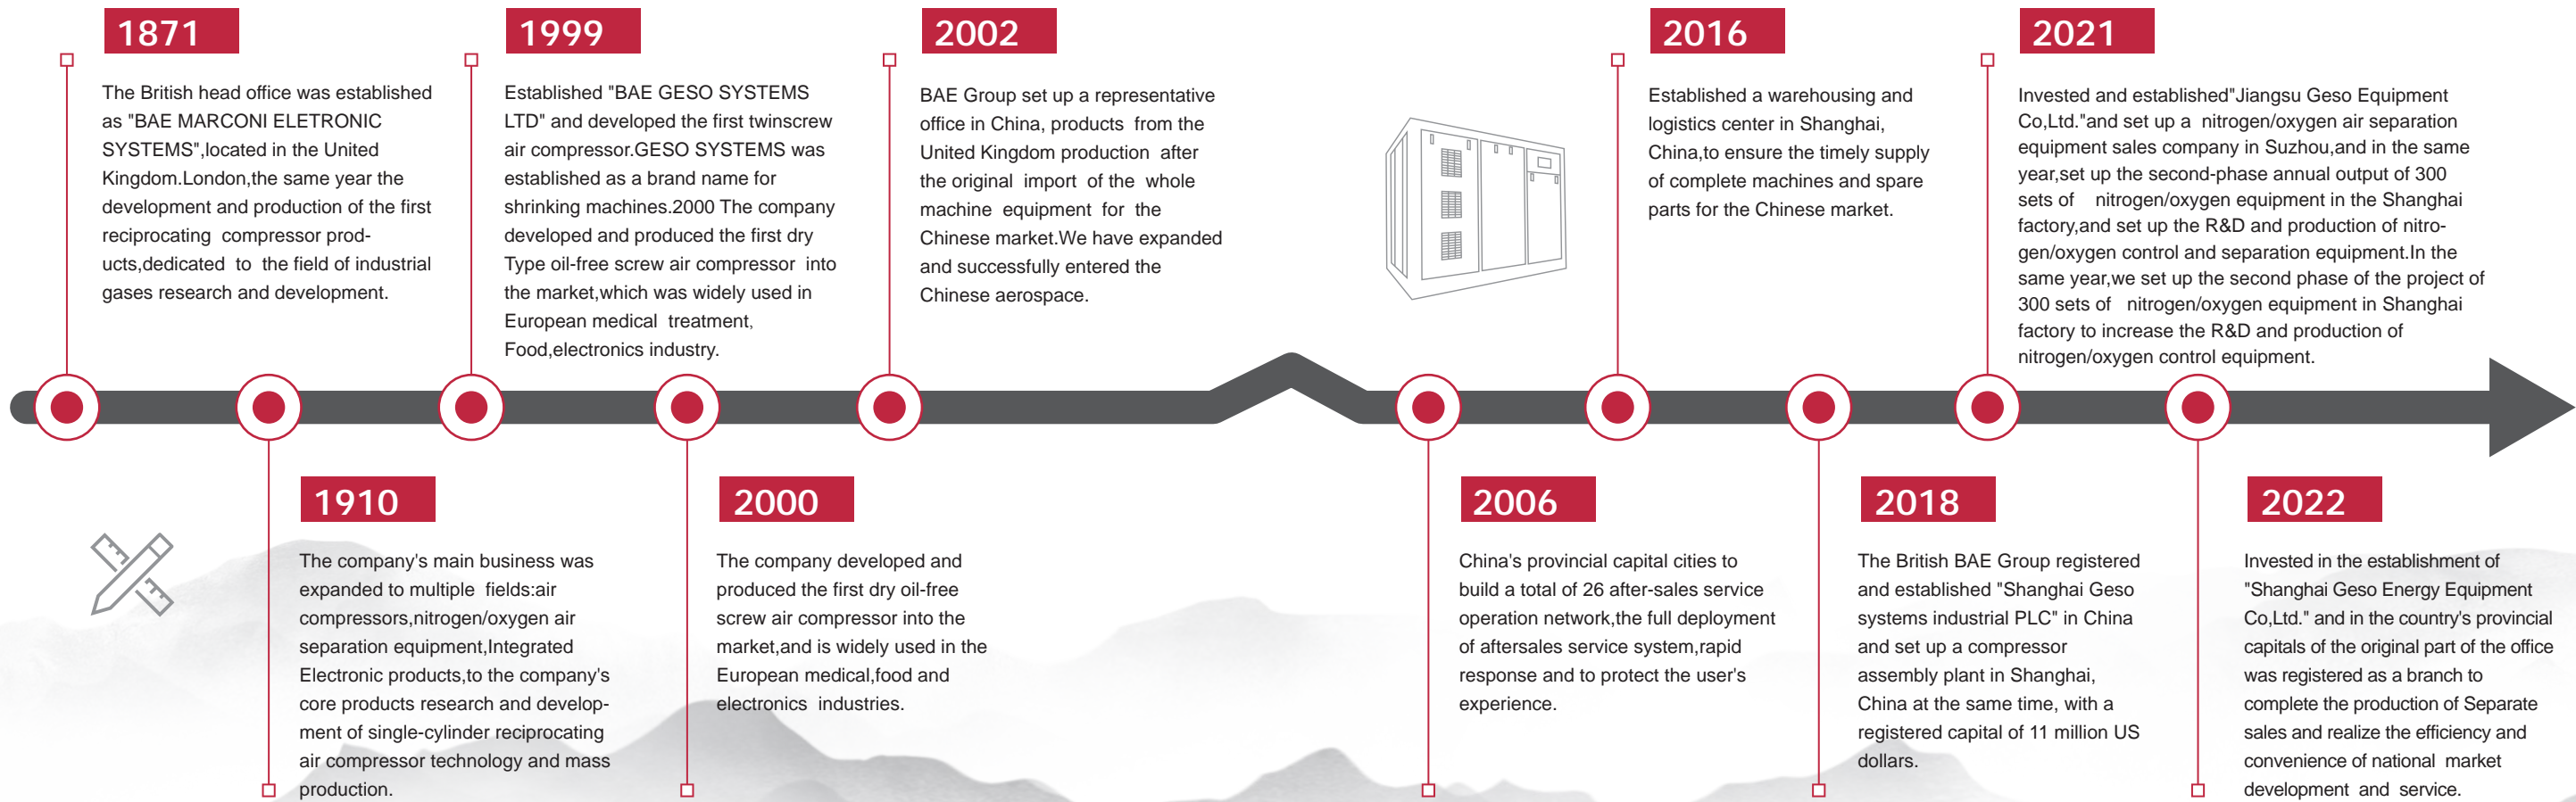 1871
The British head office was established
as "BAE MARCONI ELETRONIC
SYSTEMS",located in the United
Kingdom.London,the same year the
development and production of the first
reciprocating compressor prod-
ucts,dedicated to the field of industrial
gases research and development.
1910
The company's main business was
expanded to multiple fields:air
compressors,nitrogen/oxygen air
separation equipment,Integrated
Electronic products,to the company's
core products research and develop-
ment of single-cylinder reciprocating
air compressor technology and mass
production.
1999
Established "BAE GESO SYSTEMS
LTD" and developed the first twinscrew
air compressor.GESO SYSTEMS was
established as a brand name for
shrinking machines.2000 The company
developed and produced the first dry
Type oil-free screw air compressor into
the market,which was widely used in
European medical treatment,
Food,electronics industry.
2000
The company developed and
produced the first dry oil-free
screw air compressor into the
market,and is widely used in the
European medical,food and
electronics industries.
2002
BAE Group set up a representative
office in China, products from the
United Kingdom production after
the original import of the whole
machine equipment for the
Chinese market.We have expanded
and successfully entered the
Chinese aerospace.
2006
China's provincial capital cities to
build a total of 26 after-sales service
operation network,the full deployment
of aftersales service system,rapid
response and to protect the user's
experience.
2016
Established a warehousing and
logistics center in Shanghai,
China,to ensure the timely supply
of complete machines and spare
parts for the Chinese market.
2018
The British BAE Group registered
and established "Shanghai Geso
systems industrial PLC" in China
and set up a compressor
assembly plant in Shanghai,
China at the same time, with a
registered capital of 11 million US
dollars.
2021
Invested and established"Jiangsu Geso Equipment
Co,Ltd."and set up a nitrogen/oxygen air separation
equipment sales company in Suzhou,and in the same
year,set up the second-phase annual output of 300
sets of nitrogen/oxygen equipment in the Shanghai
factory,and set up the R&D and production of nitro-
gen/oxygen control and separation equipment.In the
same year,we set up the second phase of the project of
300 sets of nitrogen/oxygen equipment in Shanghai
factory to increase the R&D and production of
nitrogen/oxygen control equipment.
2022
Invested in the establishment of
"Shanghai Geso Energy Equipment
Co,Ltd." and in the country's provincial
capitals of the original part of the office
was registered as a branch to
complete the production of Separate
sales and realize the efficiency and
convenience of national market
development and service.